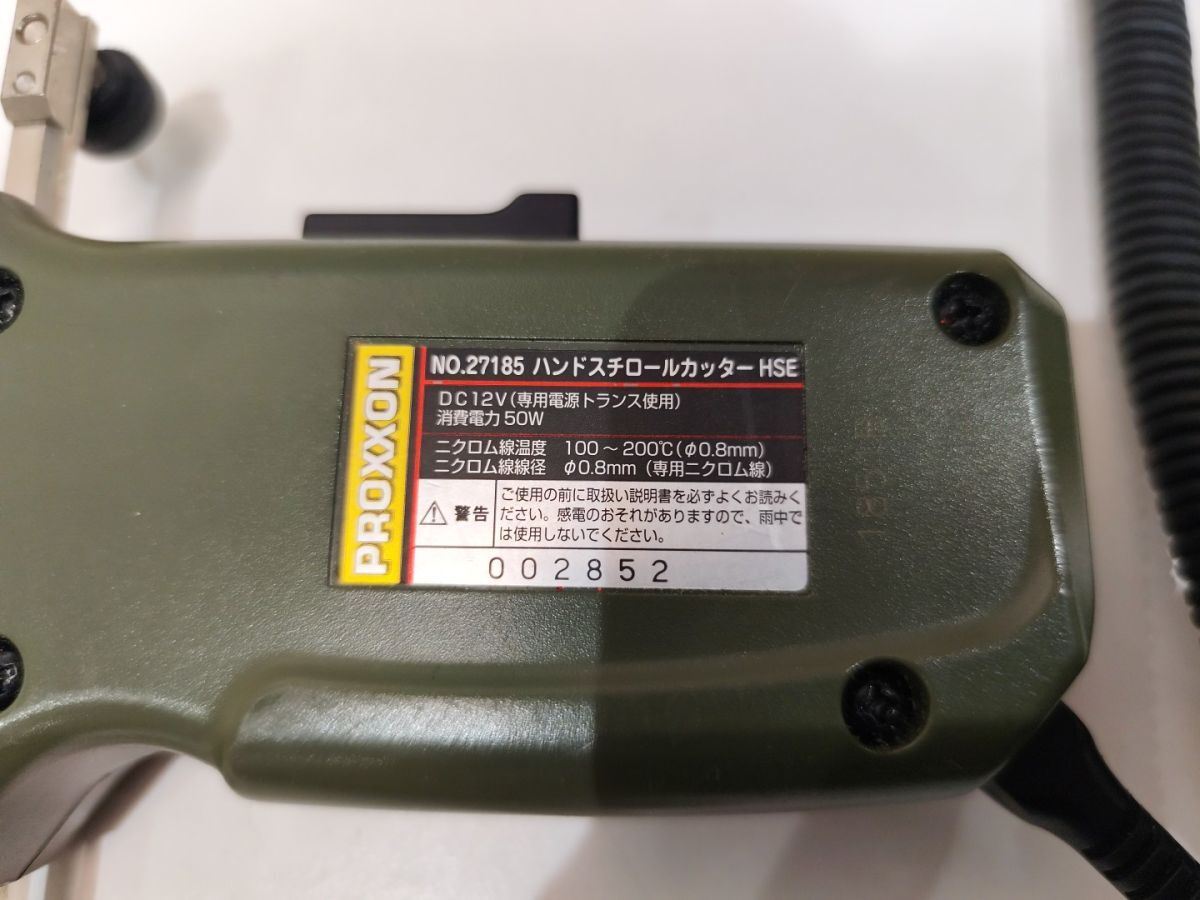 PROXXON
NO.27185 ハンドスチロールカッター HSE
DC12V(専用電源トランス使用)
消費電力 50W
ニクロム線温度 100～200℃(φ0.8mm)
ニクロム線線径 φ0.8mm (専用ニクロム線)
⚠ 警告
ご使用の前に取扱い説明書を必ずよくお読みく
ださい。感電のおそれがありますので、雨中で
は使用しないでください。
002852